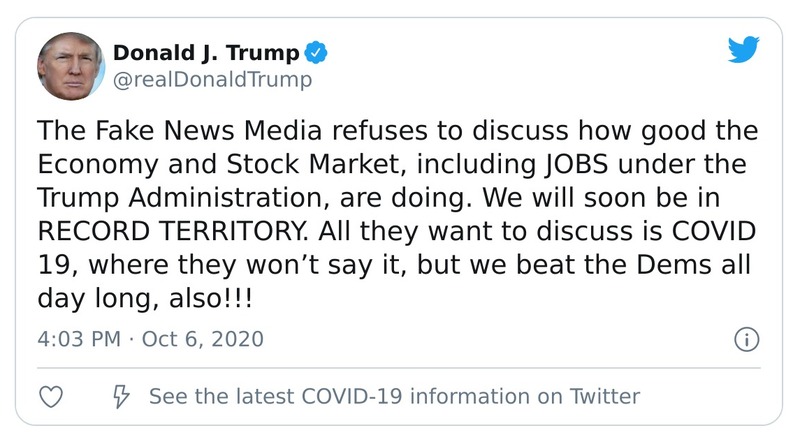 Donald J. Trump
@realDonaldTrump
The Fake News Media refuses to discuss how good the
Economy and Stock Market, including JOBS under the
Trump Administration, are doing. We will soon be in
RECORD TERRITORY. All they want to discuss is COVID
19, where they won’t say it, but we beat the Dems all
day long, also!!!
4:03 PM · Oct 6, 2020
See the latest COVID-19 information on Twitter